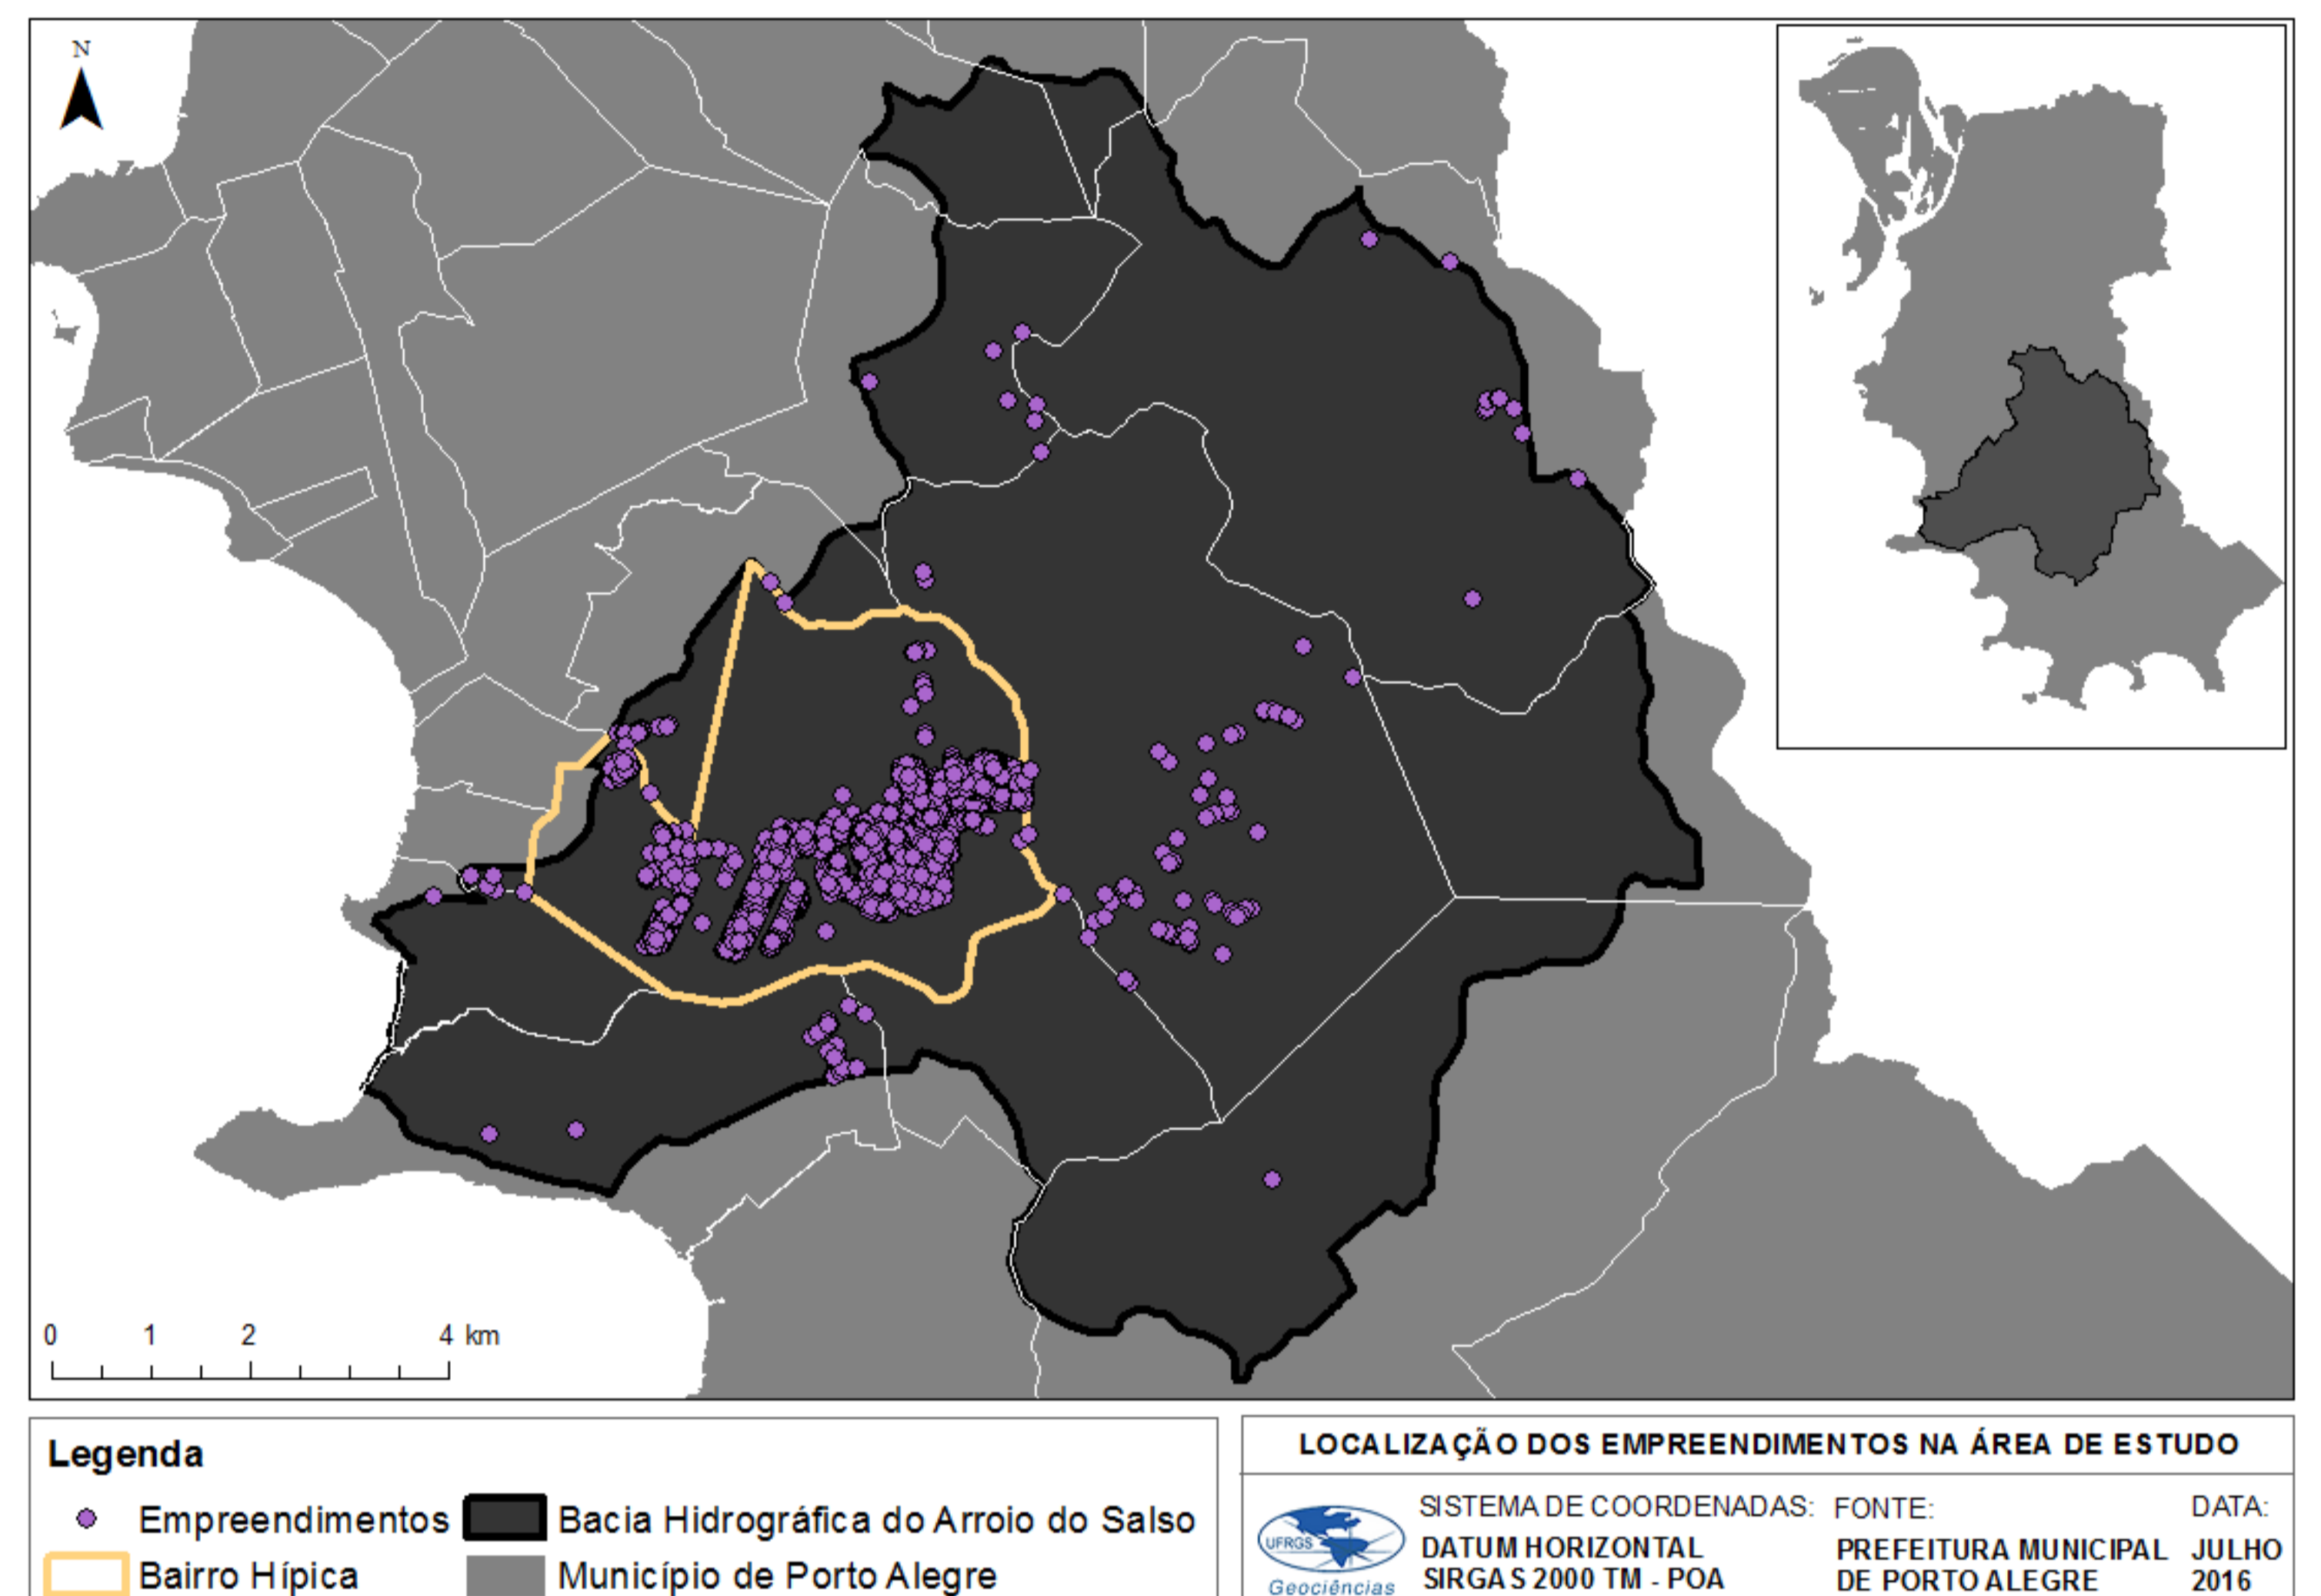 N
0 1 2 4 km
Legenda
Empreendimentos
Bacia Hidrográfica do Arroio do Salso
Bairro Hípica
Município de Porto Alegre
LOCALIZAÇÃO DOS EMPREENDIMENTOS NA ÁREA DE ESTUDO
UFRGS
Geociências
SISTEMA DE COORDENADAS:
DATUM HORIZONTAL
SIRGAS 2000 TM - POA
FONTE:
PREFEITURA MUNICIPAL
DE PORTO ALEGRE
DATA:
JULHO
2016